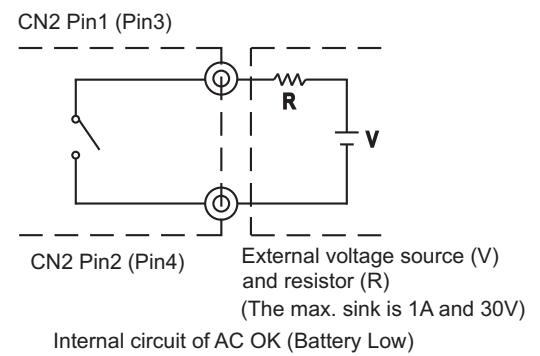 CN2 Pin1 (Pin3)
R
V
CN2 Pin2 (Pin4)
External voltage source (V)
and resistor (R)
(The max. sink is 1A and 30V)
Internal circuit of AC OK (Battery Low)